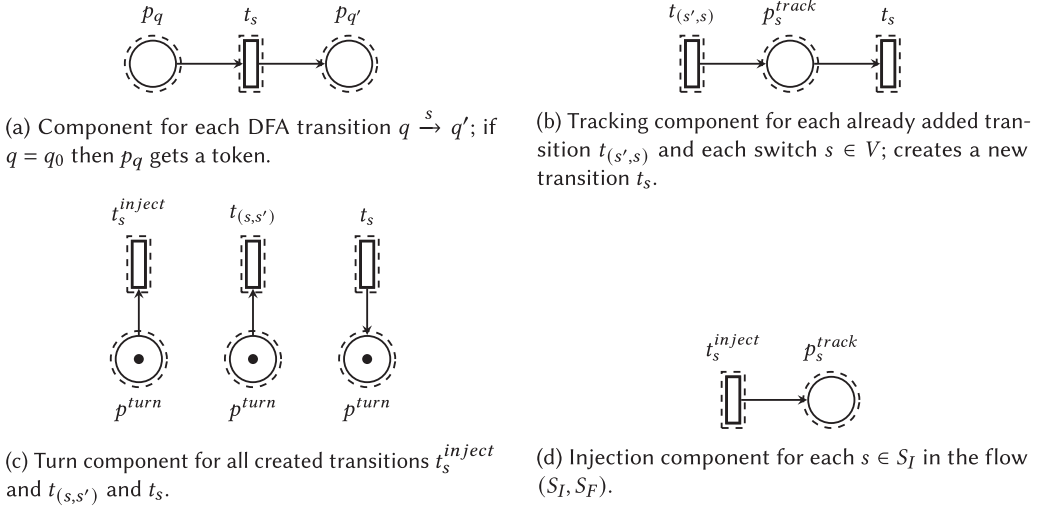 p_q t_s p_{q'}
(a) Component for each DFA transition q \xrightarrow{s} q'; if
q = q_0 then p_q gets a token.
t_{(s',s)} p_s^{track} t_s
(b) Tracking component for each already added tran-
sition t_{(s',s)} and each switch s ∈ V; creates a new
transition t_s.
t_s^{inject} t_{(s,s')} t_s
p^{turn} p^{turn} p^{turn}
(c) Turn component for all created transitions t_s^{inject}
and t_{(s,s')} and t_s.
t_s^{inject} p_s^{track}
(d) Injection component for each s ∈ S_I in the flow
(S_I, S_F).